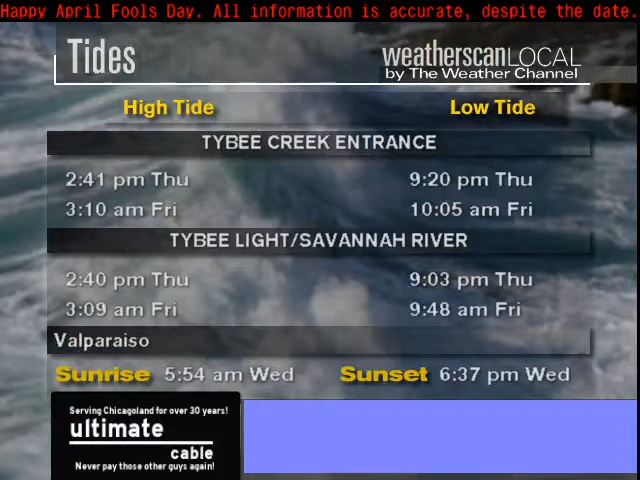 Happy April Fools Day. All information is accurate, despite the date.
Tides
weatherscanLOCAL
by The Weather Channel
High Tide Low Tide
TYBEE CREEK ENTRANCE
2:41 pm Thu 9:20 pm Thu
3:10 am Fri 10:05 am Fri
TYBEE LIGHT/SAVANNAH RIVER
2:40 pm Thu 9:03 pm Thu
3:09 am Fri 9:48 am Fri
Valparaiso
Sunrise 5:54 am Wed Sunset 6:37 pm Wed
Serving Chicagoland for over 30 years!
ultimate
cable
Never pay those other guys again!